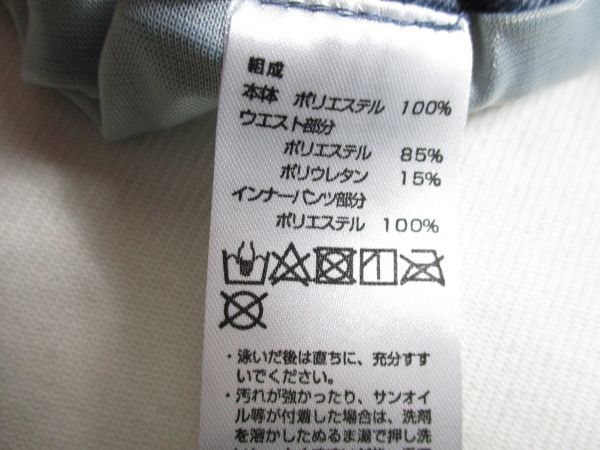 組成
本体 ポリエステル 100%
ウエスト部分
ポリエステル 85%
ポリウレタン 15%
インナーパンツ部分
ポリエステル 100%
・泳いだ後は直ちに、充分すす
いでください。
・汚れが強かったり、サンオイ
ル等が付着した場合は、洗剤
を溶かしたぬるま湯で押し洗